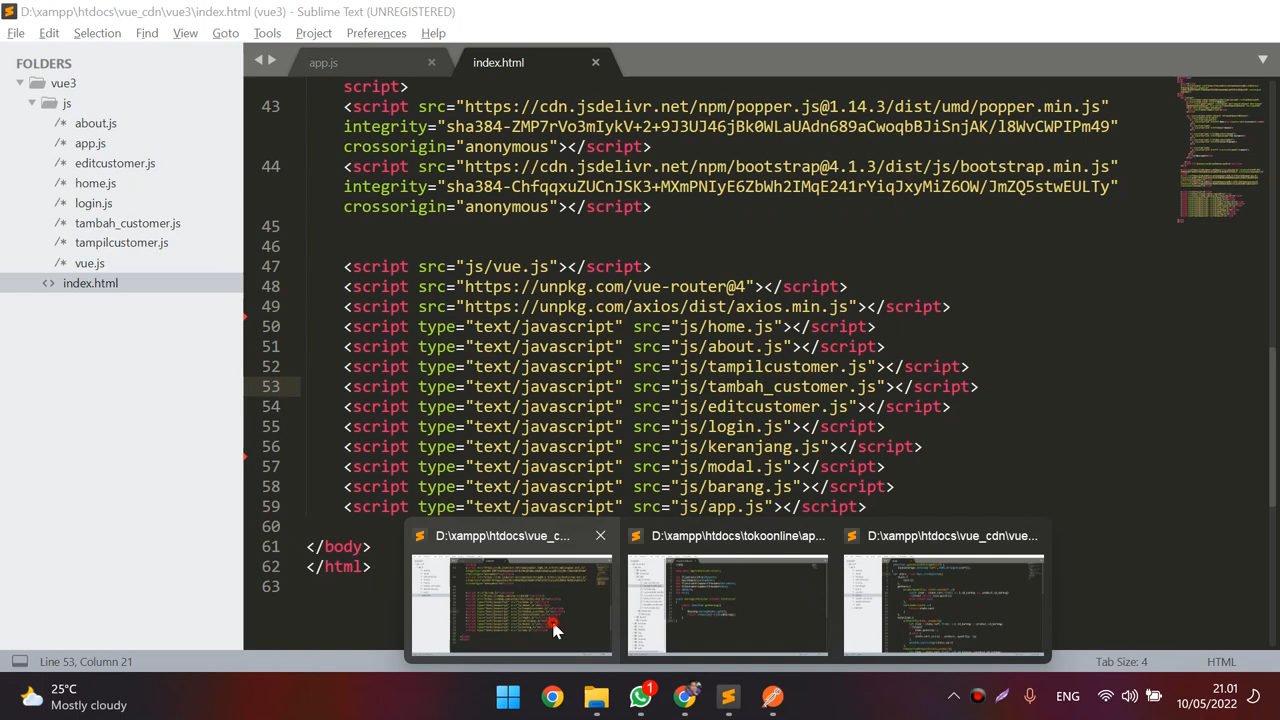 D:\xampp\htdocs\vue_cdn\vue3\index.html (vue3) - Sublime Text (UNREGISTERED)
File Edit Selection Find View Goto Tools Project Preferences Help
FOLDERS
vue3
js
/* about.js
/* app.js
/* editcustomer.js
/* home.js
/* login.js
/* tambah_customer.js
/* tampilcustomer.js
/* vue.js
<> index.html
app.js
index.html
script>
43 <script src="https://cdn.jsdelivr.net/npm/popper.js@1.14.3/dist/umd/popper.min.js"
integrity="sha384-ZMP7rVo3mIykV+2+9J3UJ46jBk0WLaUAdn689aCwoqbBJiSnjAK/l8WvCWPIPm49"
crossorigin="anonymous"></script>
44 <script src="https://cdn.jsdelivr.net/npm/bootstrap@4.1.3/dist/js/bootstrap.min.js"
integrity="sha384-ChfqqxuZUCnJSK3+MXmPNIyE6ZbWh2IMqE241rYiqJxyMiZ6OW/JmZQ5stwEULTy"
crossorigin="anonymous"></script>
45
46
47 <script src="js/vue.js"></script>
48 <script src="https://unpkg.com/vue-router@4"></script>
49 <script src="https://unpkg.com/axios/dist/axios.min.js"></script>
50 <script type="text/javascript" src="js/home.js"></script>
51 <script type="text/javascript" src="js/about.js"></script>
52 <script type="text/javascript" src="js/tampilcustomer.js"></script>
53 <script type="text/javascript" src="js/tambah_customer.js"></script>
54 <script type="text/javascript" src="js/editcustomer.js"></script>
55 <script type="text/javascript" src="js/login.js"></script>
56 <script type="text/javascript" src="js/keranjang.js"></script>
57 <script type="text/javascript" src="js/modal.js"></script>
58 <script type="text/javascript" src="js/barang.js"></script>
59 <script type="text/javascript" src="js/app.js"></script>
60
61 </body>
62 </html>
63
D:\xampp\htdocs\vue_c...
D:\xampp\htdocs\tokoonline\ap...
D:\xampp\htdocs\vue_cdn\vue...
Line 53, Column 21
Tab Size: 4
HTML
25°C
Mostly cloudy
1
ENG
21.01
10/05/2022